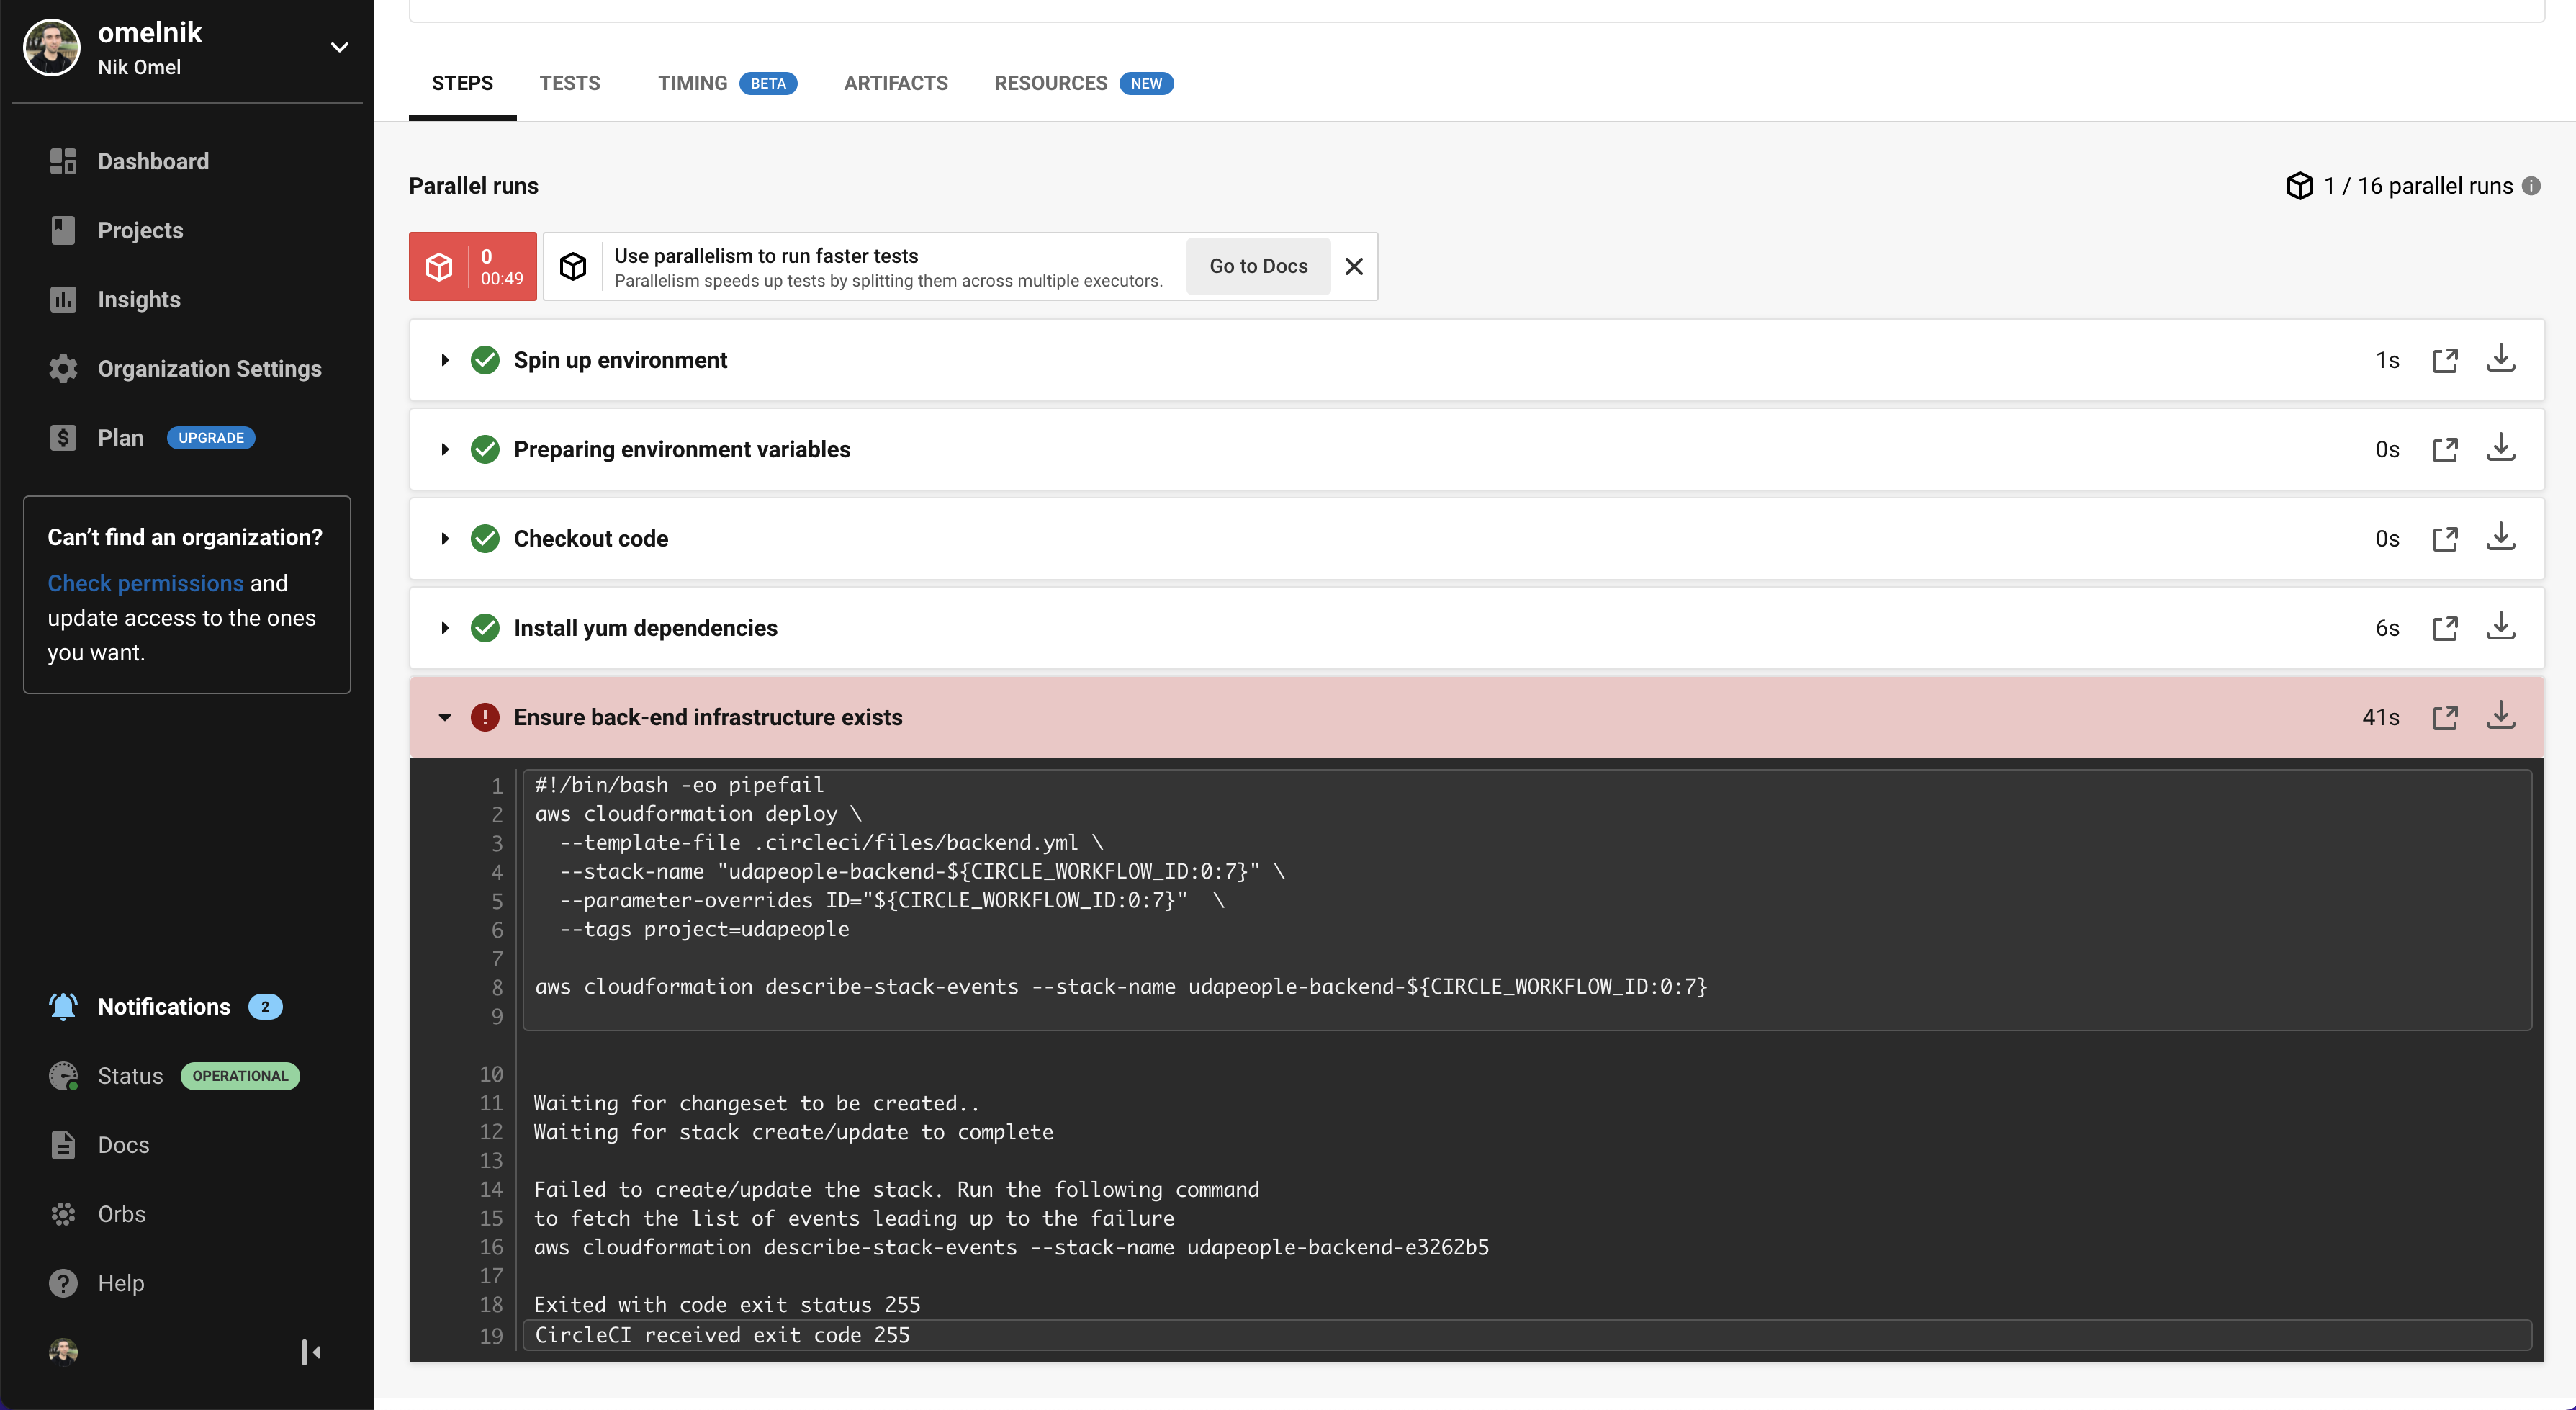 omelnik
Nik Omel
Dashboard
Projects
Insights
Organization Settings
Plan UPGRADE
Can’t find an organization?
Check permissions and
update access to the ones
you want.
Notifications 2
Status OPERATIONAL
Docs
Orbs
Help
STEPS TESTS TIMING BETA ARTIFACTS RESOURCES NEW
Parallel runs
1 / 16 parallel runs
0
00:49
Use parallelism to run faster tests
Parallelism speeds up tests by splitting them across multiple executors.
Go to Docs
Spin up environment 1s
Preparing environment variables 0s
Checkout code 0s
Install yum dependencies 6s
Ensure back-end infrastructure exists 41s
1 #!/bin/bash -eo pipefail
2 aws cloudformation deploy \
3   --template-file .circleci/files/backend.yml \
4   --stack-name "udapeople-backend-${CIRCLE_WORKFLOW_ID:0:7}" \
5   --parameter-overrides ID="${CIRCLE_WORKFLOW_ID:0:7}"  \
6   --tags project=udapeople
7
8 aws cloudformation describe-stack-events --stack-name udapeople-backend-${CIRCLE_WORKFLOW_ID:0:7}
9
10
11 Waiting for changeset to be created..
12 Waiting for stack create/update to complete
13
14 Failed to create/update the stack. Run the following command
15 to fetch the list of events leading up to the failure
16 aws cloudformation describe-stack-events --stack-name udapeople-backend-e3262b5
17
18 Exited with code exit status 255
19 CircleCI received exit code 255